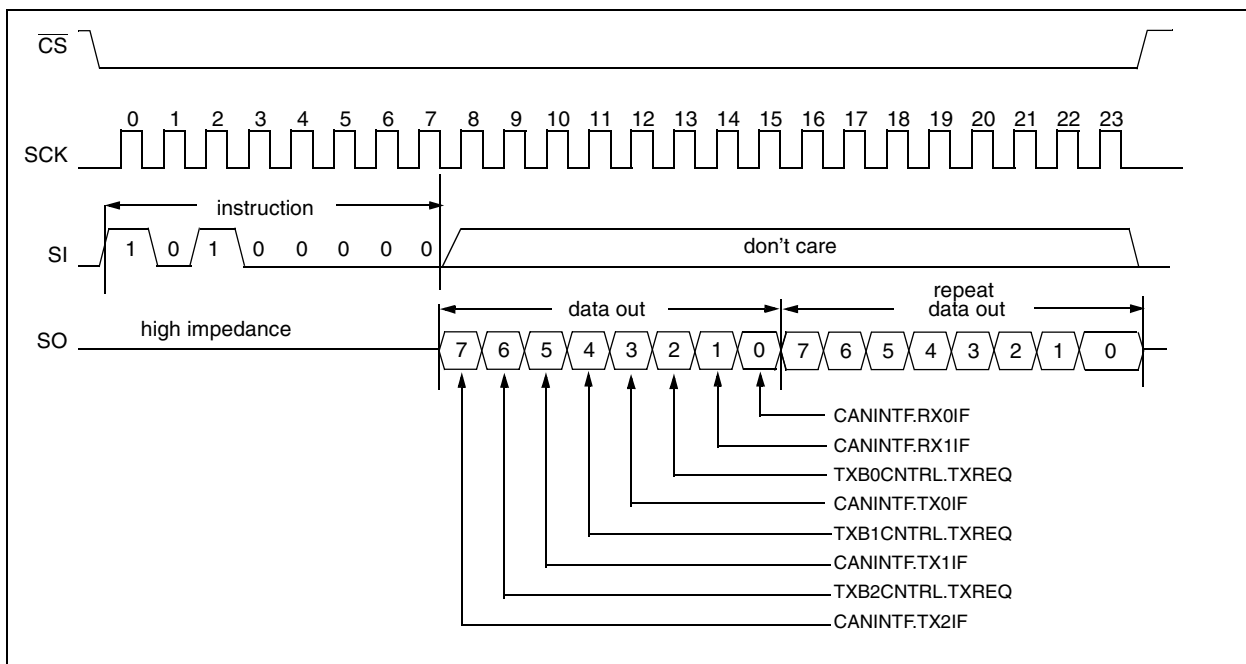 CS
0 1 2 3 4 5 6 7 8 9 10 11 12 13 14 15 16 17 18 19 20 21 22 23
SCK
instruction
SI 1 0 1 0 0 0 0 0 don't care
repeat
data out data out
high impedance
SO 7 6 5 4 3 2 1 0 7 6 5 4 3 2 1 0
CANINTF.RX0IF
CANINTF.RX1IF
TXB0CNTRL.TXREQ
CANINTF.TX0IF
TXB1CNTRL.TXREQ
CANINTF.TX1IF
TXB2CNTRL.TXREQ
CANINTF.TX2IF